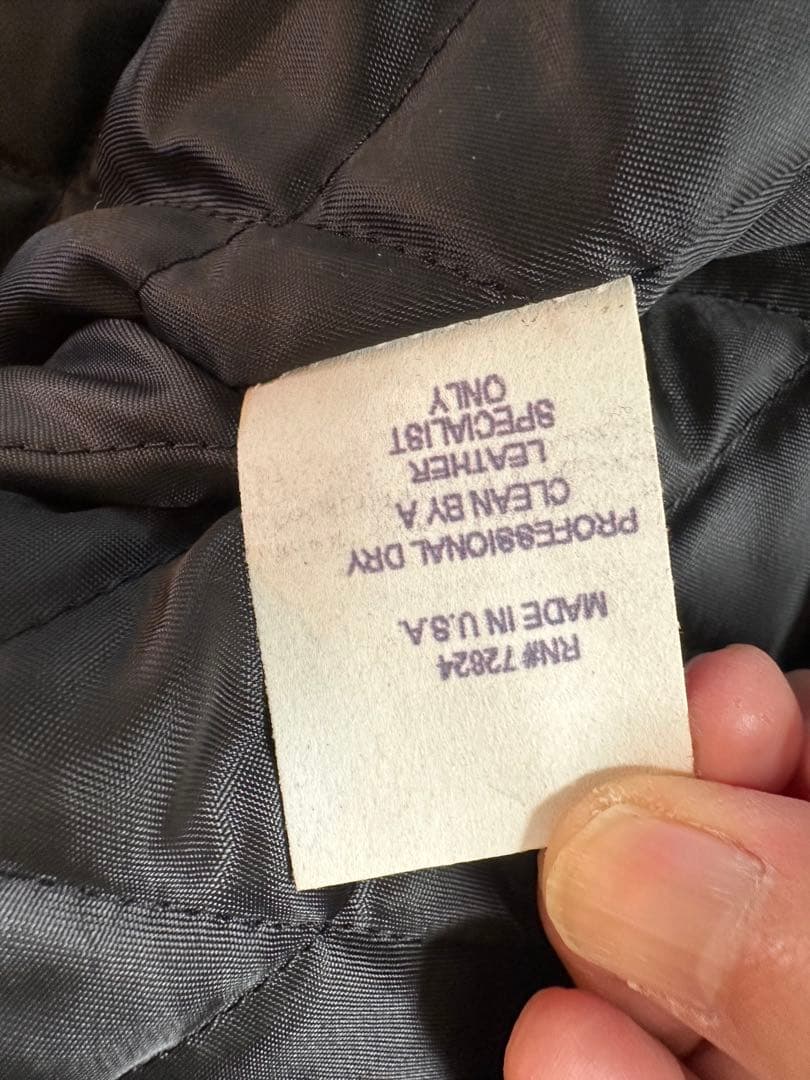 RN# 72824
MADE IN U.S.A.
PROFESSIONAL DRY
CLEAN BY A
LEATHER
SPECIALIST
ONLY